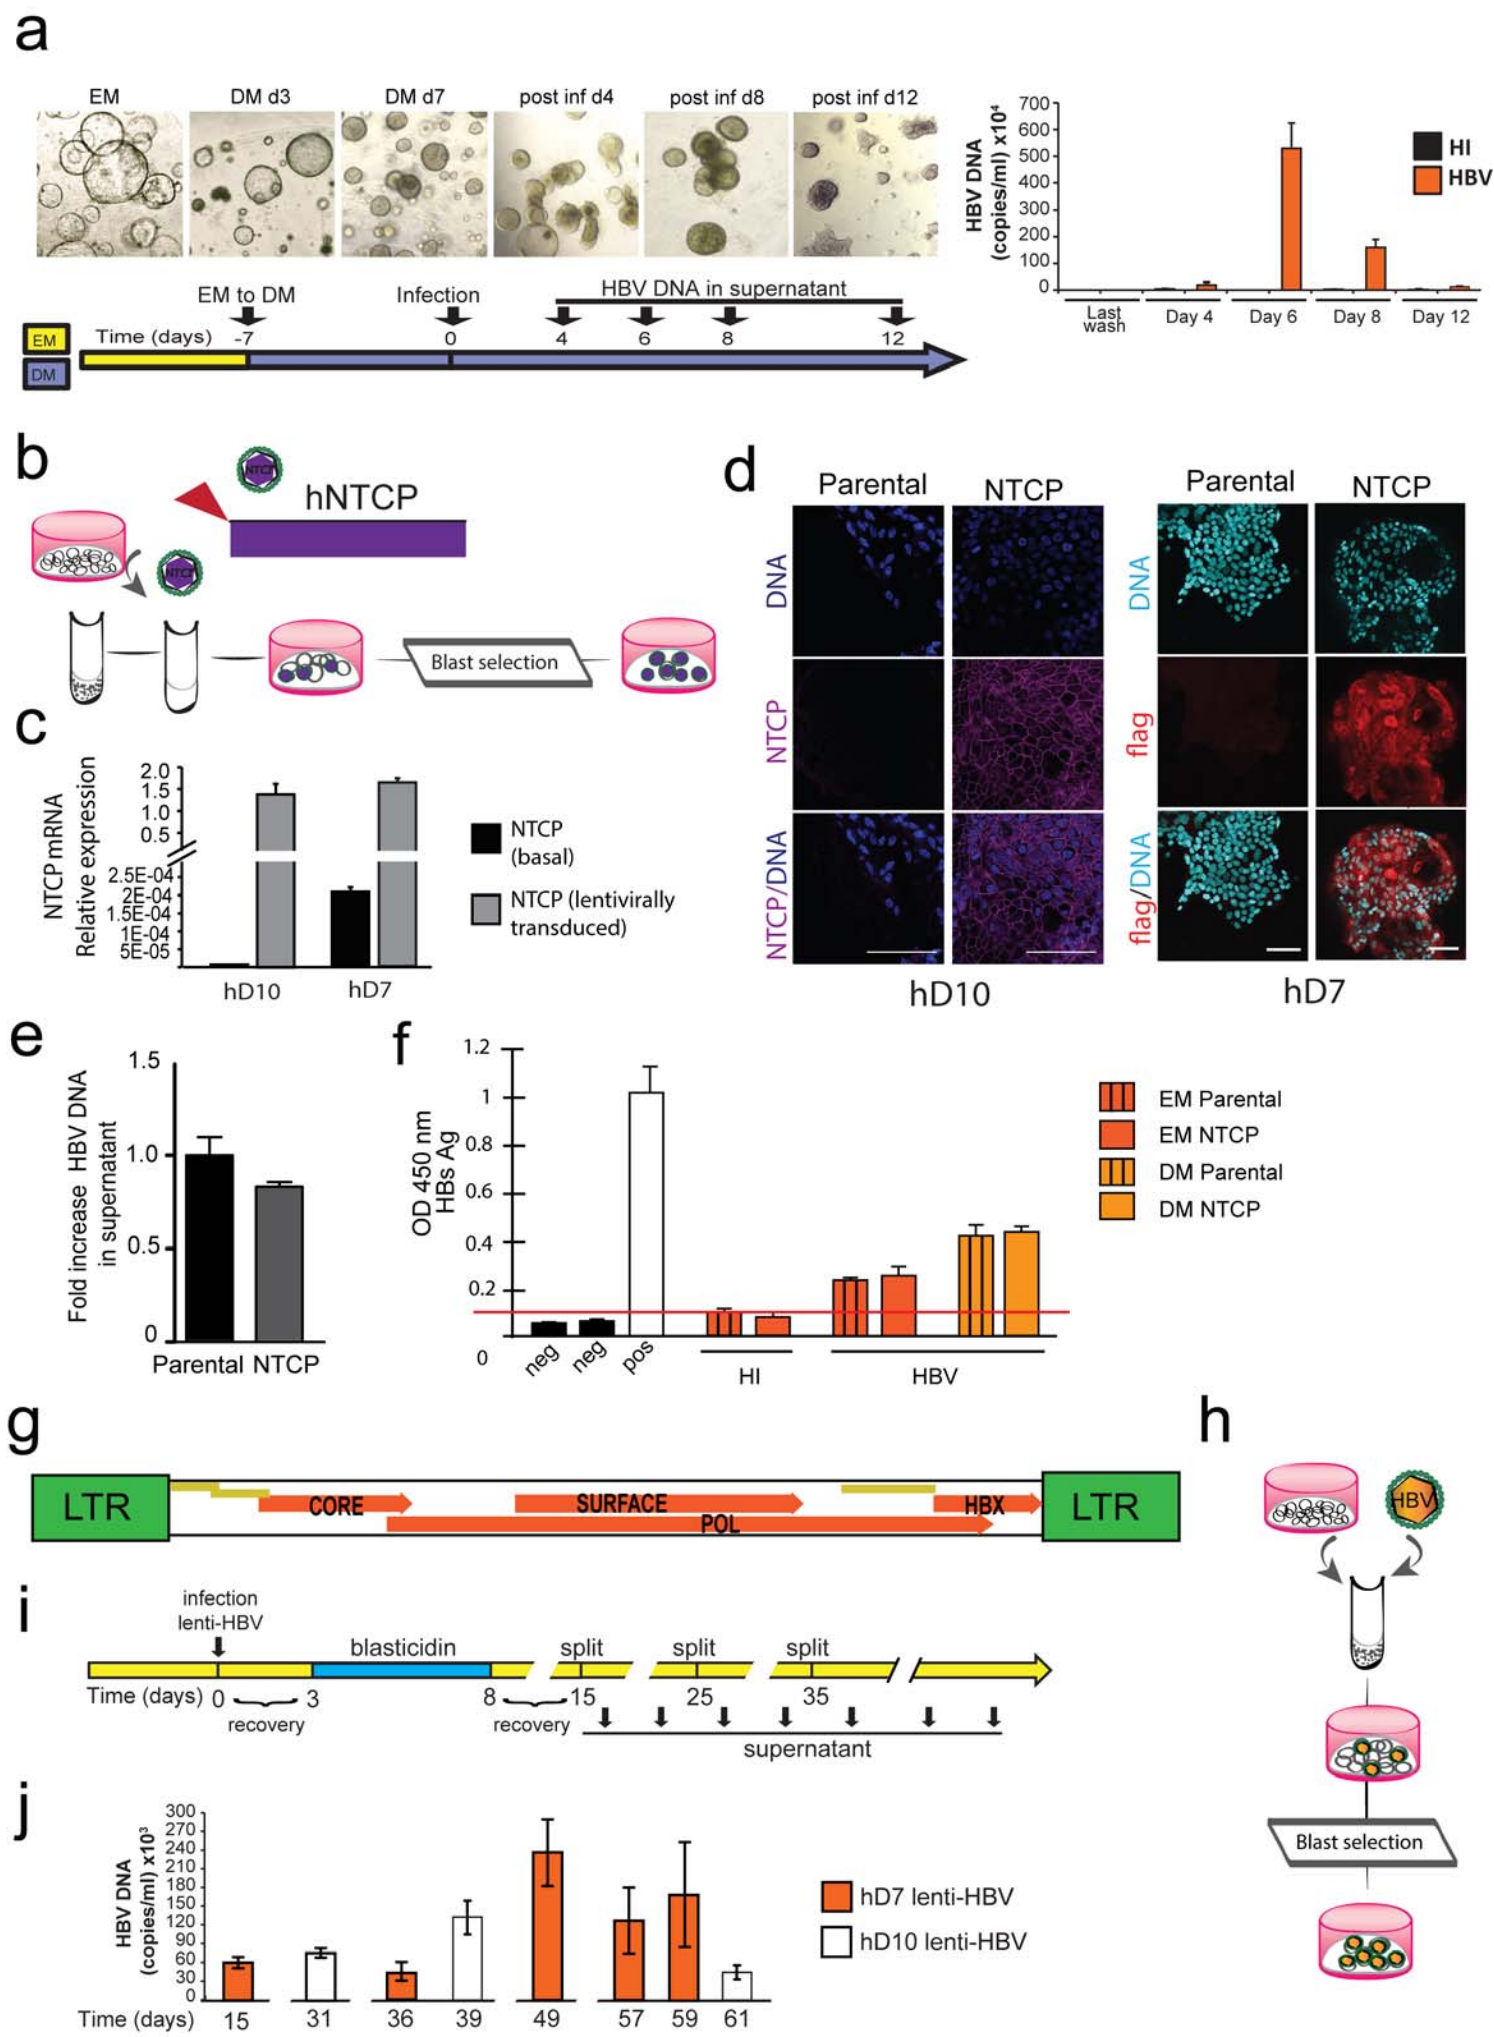 a
EM
DM d3
DM d7
post inf d4
post inf d8
post inf d12
EM to DM
Infection
HBV DNA in supernatant
EM
DM
Time (days)
-7
0
4
6
8
12
HBV DNA
(copies/ml) x10⁴
700
600
500
400
300
200
100
0
Last
wash
Day 4
Day 6
Day 8
Day 12
HI
HBV
b
NTCP
hNTCP
NTCP
Blast selection
c
NTCP mRNA
Relative expression
2.0
1.5
1.0
0.5
2.5E-04
2E-04
1.5E-04
1E-04
5E-05
hD10
hD7
NTCP
(basal)
NTCP (lentivirally
transduced)
d
Parental
NTCP
Parental
NTCP
DNA
NTCP
NTCP/DNA
DNA
flag
flag/DNA
hD10
hD7
e
Fold increase HBV DNA
in supernatant
1.5
1.0
0.5
0
Parental NTCP
f
OD 450 nm
HBs Ag
1.2
1
0.8
0.6
0.4
0.2
0
neg
neg
pos
HI
HBV
EM Parental
EM NTCP
DM Parental
DM NTCP
g
LTR
CORE
SURFACE
POL
HBX
LTR
h
HBV
Blast selection
i
infection
lenti-HBV
blasticidin
split
split
split
Time (days)
0
3
8
15
25
35
recovery
recovery
supernatant
j
HBV DNA
(copies/ml) x10³
300
270
240
210
180
150
120
90
60
30
0
Time (days)
15
31
36
39
49
57
59
61
hD7 lenti-HBV
hD10 lenti-HBV